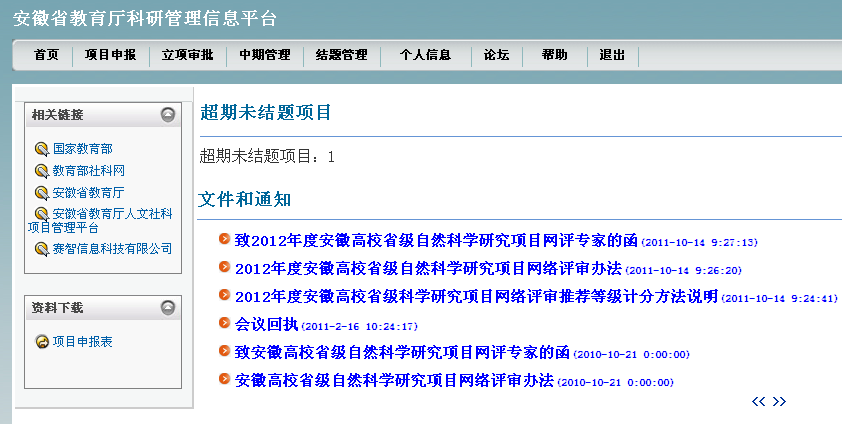 安徽省教育厅科研管理信息平台
首页 项目申报 立项审批 中期管理 结题管理 个人信息 论坛 帮助 退出
相关链接
国家教育部
教育部社科网
安徽省教育厅
安徽省教育厅人文社科
项目管理平台
赛智信息科技有限公司
资料下载
项目申报表
超期未结题项目
超期未结题项目：1
文件和通知
致2012年度安徽高校省级自然科学研究项目网评专家的函(2011-10-14 9:27:13)
2012年度安徽高校省级自然科学研究项目网络评审办法(2011-10-14 9:26:20)
2012年度安徽高校省级科学研究项目网络评审推荐等级计分方法说明(2011-10-14 9:24:41)
会议回执(2011-2-16 10:24:17)
致安徽高校省级自然科学研究项目网评专家的函(2010-10-21 0:00:00)
安徽高校省级自然科学研究项目网络评审办法(2010-10-21 0:00:00)
<< >>